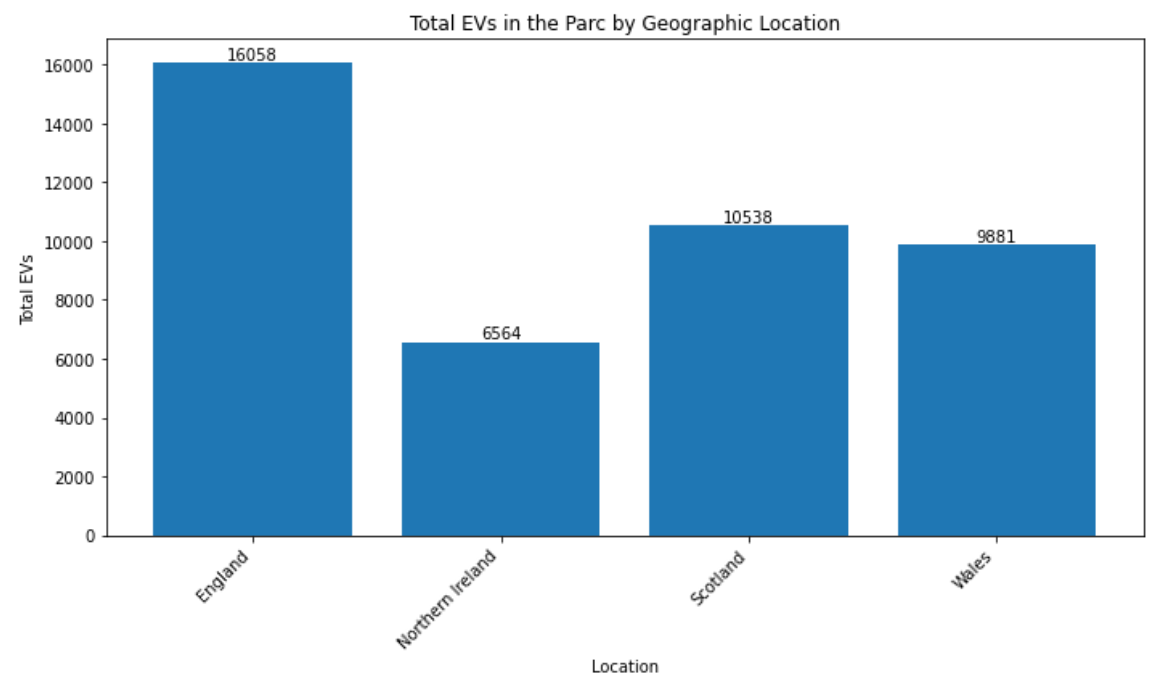 Total EVs in the Parc by Geographic Location
16058
16000
14000
12000
10538
10000
9881
8000
6564
6000
4000
2000
0
Total EVs
England
Northern Ireland
Scotland
Wales
Location